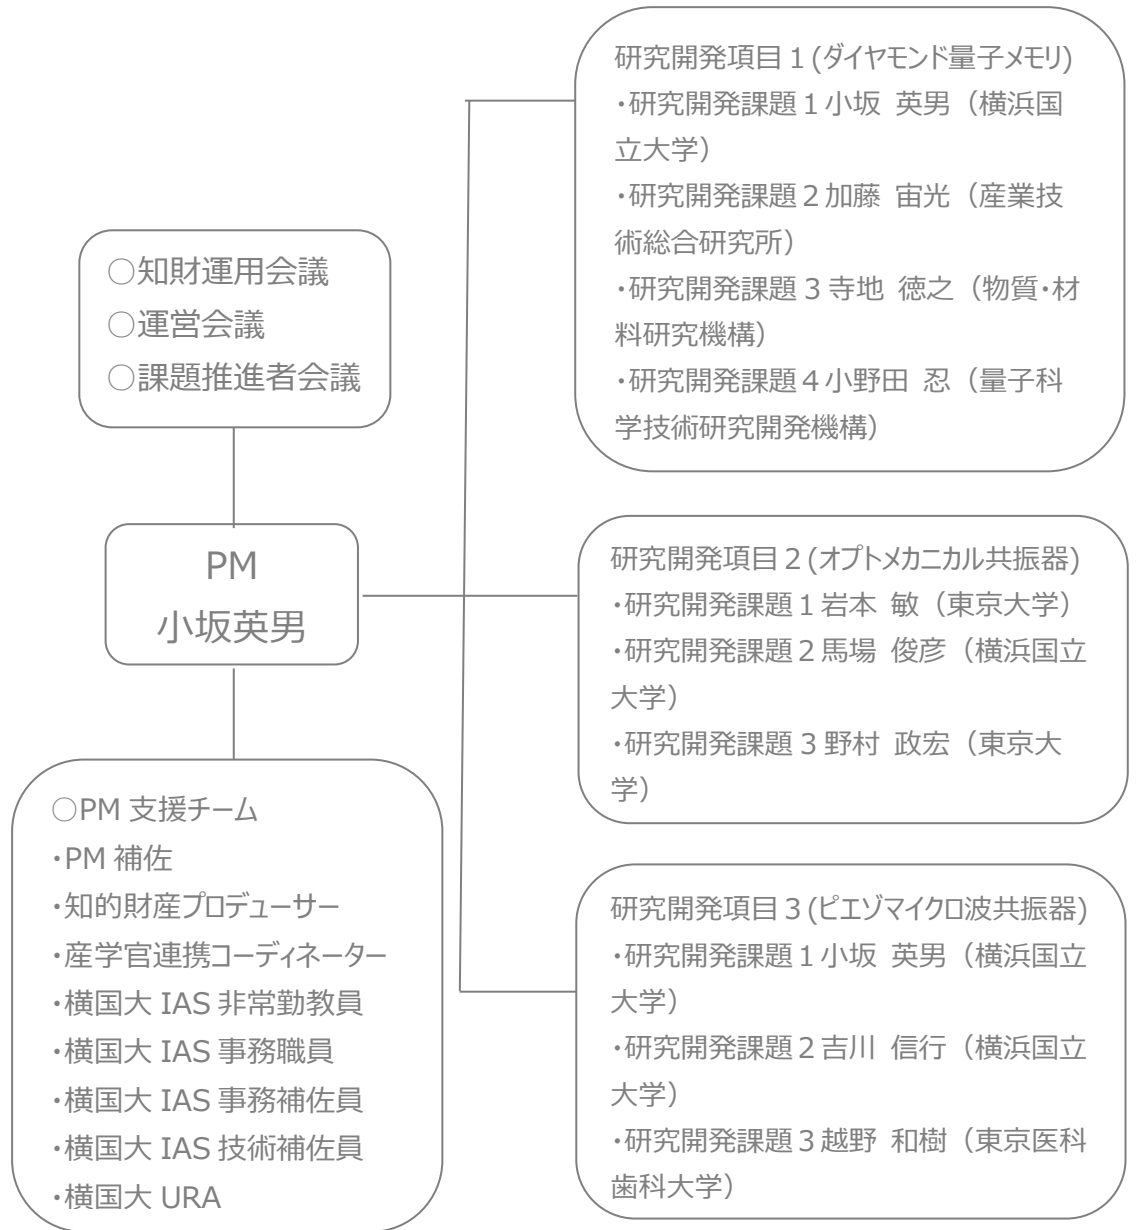 ○知財運用会議
○運営会議
○課題推進者会議
PM
小坂英男
○PM 支援チーム
・PM 補佐
・知的財産プロデューサー
・産学官連携コーディネーター
・横国大 IAS 非常勤教員
・横国大 IAS 事務職員
・横国大 IAS 事務補佐員
・横国大 IAS 技術補佐員
・横国大 URA
研究開発項目1(ダイヤモンド量子メモリ)
・研究開発課題1小坂 英男（横浜国
立大学）
・研究開発課題2加藤 宙光（産業技
術総合研究所）
・研究開発課題3寺地 徳之（物質・材
料研究機構）
・研究開発課題4小野田 忍（量子科
学技術研究開発機構）
研究開発項目2(オプトメカニカル共振器)
・研究開発課題1岩本 敏（東京大学）
・研究開発課題2馬場 俊彦（横浜国立
大学）
・研究開発課題3野村 政宏（東京大
学）
研究開発項目3(ピエゾマイクロ波共振器)
・研究開発課題1小坂 英男（横浜国立
大学）
・研究開発課題2吉川 信行（横浜国立
大学）
・研究開発課題3越野 和樹（東京医科
歯科大学）